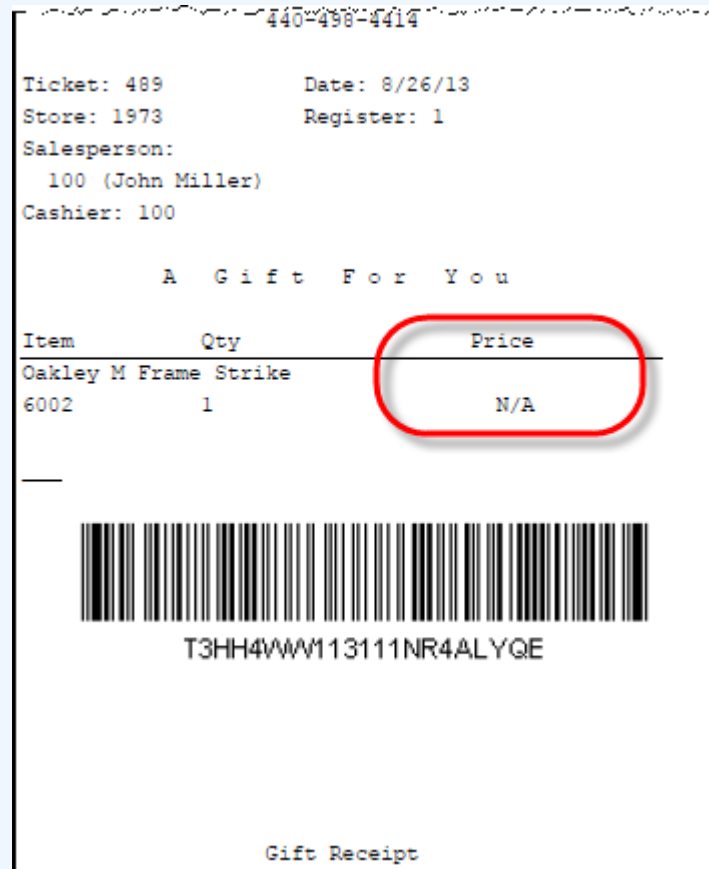 440-498-4414
Ticket: 489 Date: 8/26/13
Store: 1973 Register: 1
Salesperson:
100 (John Miller)
Cashier: 100
A Gift For You
Item Qty Price
Oakley M Frame Strike
6002 1 N/A
T3HH4WW113111NR4ALYQE
Gift Receipt